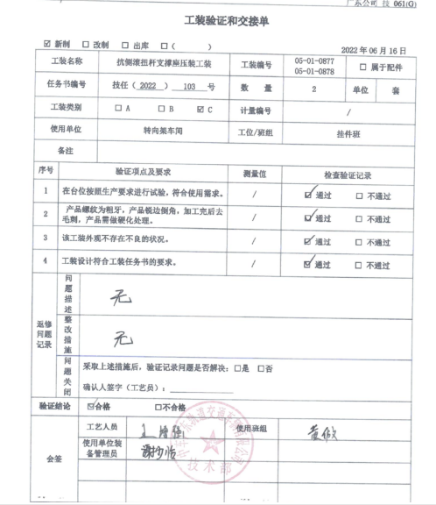 广东公司 技 061(G)
工装验证和交接单
☑ 新制 □ 改制 □ 出库 □( )
2022 年 06 月 16 日
工装名称 抗侧滚扭杆支撑座压装工装 工装编号 05-01-0877 05-01-0878 □ 属于配件
任务书编号 技任(2022)103 号 数 量 2 单位 套
工装类别 □ A □ B ☑ C 计量编号 /
使用单位 转向架车间 工位/班组 挂件班
备注
序号 验证项点及要求 测量值 检查验证记录
1 在台位按照生产要求进行试验,符合使用需求。 / ☑ 通过 □ 不通过
2 产品螺纹为粗牙,产品锐边倒角,加工完后去毛刺,产品需做硬化处理。 / ☑ 通过 □ 不通过
3 该工装外观不存在不良的状况。 / ☑ 通过 □ 不通过
4 工装设计符合工装任务书的要求。 / ☑ 通过 □ 不通过
返修问题记录
问题描述 无
整改措施 无
问题关闭 采取上述措施后,验证记录问题是否解决:□是 □否
确认人签字(工艺员):
验证结论 ☑合格 □不合格
会签
工艺人员 使用班组
使用单位装备管理员
技术部